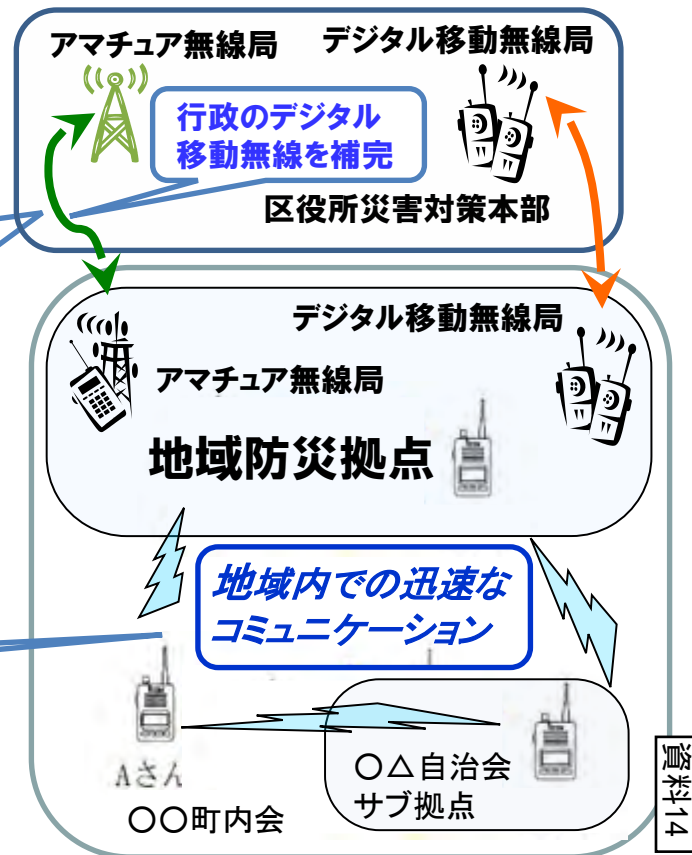 アマチュア無線局
デジタル移動無線局
行政のデジタル
移動無線を補完
区役所災害対策本部
デジタル移動無線局
アマチュア無線局
地域防災拠点
地域内での迅速な
コミュニケーション
Aさん
〇〇町内会
〇△自治会
サブ拠点
資料14